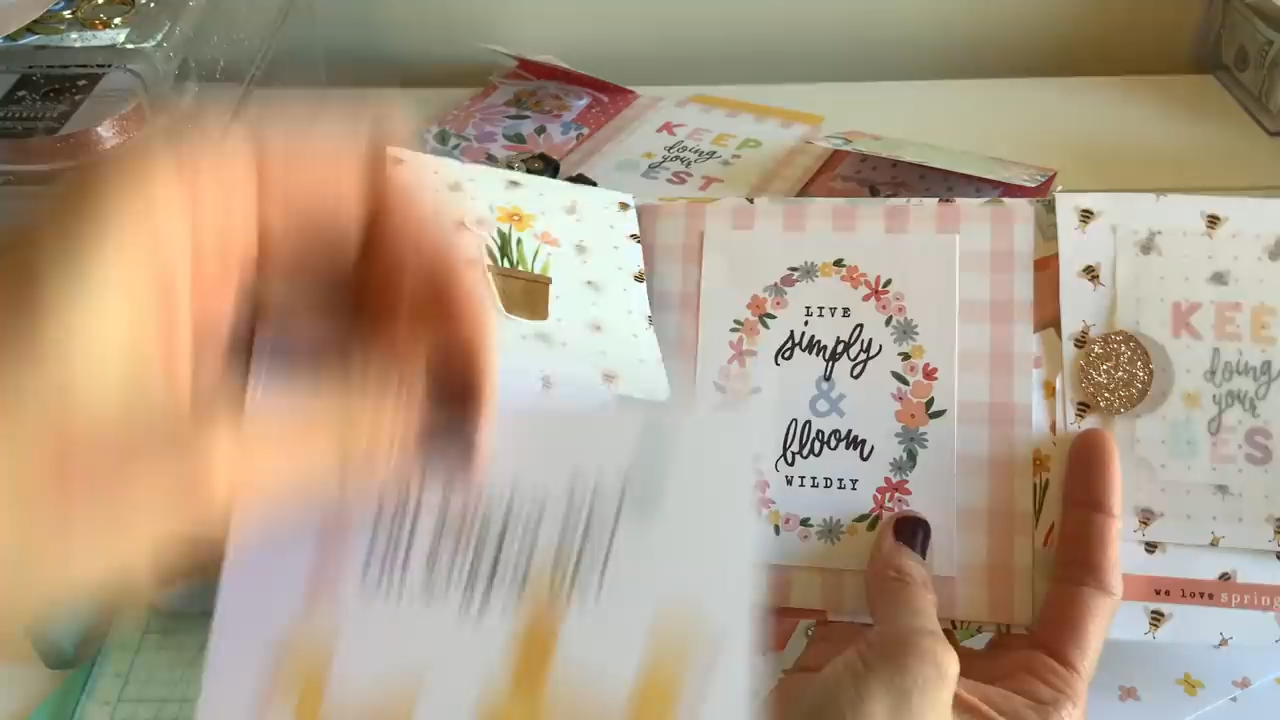 KEEP
doing
your
EST
LIVE
simply
&
bloom
WILDLY
KEE
doing
your
ES
we love spring